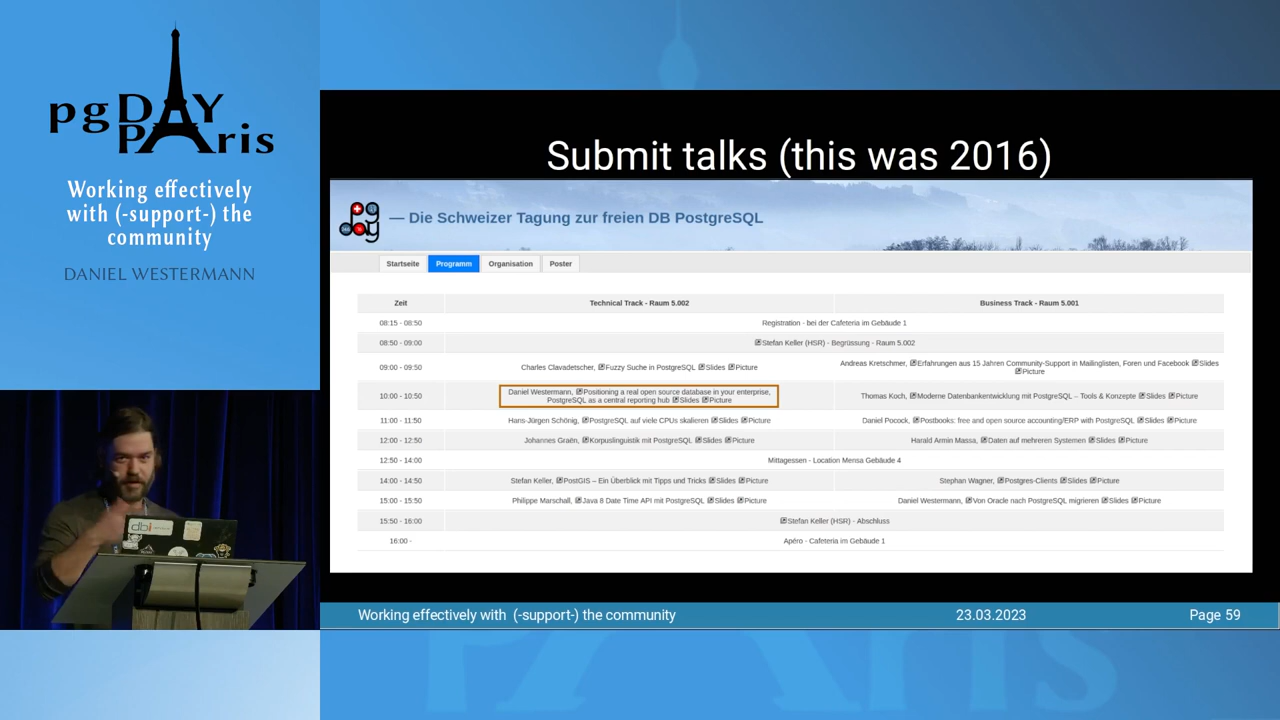 pgDAY
PAris
Working effectively
with (-support-) the
community
DANIEL WESTERMANN
dbi
Submit talks (this was 2016)
— Die Schweizer Tagung zur freien DB PostgreSQL
Startseite Programm Organisation Poster
Zeit Technical Track - Raum 5.002 Business Track - Raum 5.001
08:15 - 08:50 Registration - bei der Cafeteria im Gebäude 1
08:50 - 09:00 Stefan Keller (HSR) - Begrüssung - Raum 5.002
09:00 - 09:50 Charles Clavadetscher, Fuzzy Suche in PostgreSQL Slides Picture Andreas Kretschmer, Erfahrungen aus 15 Jahren Community-Support in Mailinglisten, Foren und Facebook Slides
Picture
10:00 - 10:50 Daniel Westermann, Positioning a real open source database in your enterprise,
PostgreSQL as a central reporting hub Slides Picture Thomas Koch, Moderne Datenbankentwicklung mit PostgreSQL – Tools & Konzepte Slides Picture
11:00 - 11:50 Hans-Jürgen Schönig, PostgreSQL auf viele CPUs skalieren Slides Picture Daniel Pocock, Postbooks: free and open source accounting/ERP with PostgreSQL Slides Picture
12:00 - 12:50 Johannes Graën, Korpuslinguistik mit PostgreSQL Slides Picture Harald Armin Massa, Daten auf mehreren Systemen Slides Picture
12:50 - 14:00 Mittagessen - Location Mensa Gebäude 4
14:00 - 14:50 Stefan Keller, PostGIS – Ein Überblick mit Tipps und Tricks Slides Picture Stephan Wagner, Postgres-Clients Slides Picture
15:00 - 15:50 Philippe Marschall, Java 8 Date Time API mit PostgreSQL Slides Picture Daniel Westermann, Von Oracle nach PostgreSQL migrieren Slides Picture
15:50 - 16:00 Stefan Keller (HSR) - Abschluss
16:00 - Apéro - Cafeteria im Gebäude 1
Working effectively with (-support-) the community 23.03.2023 Page 59